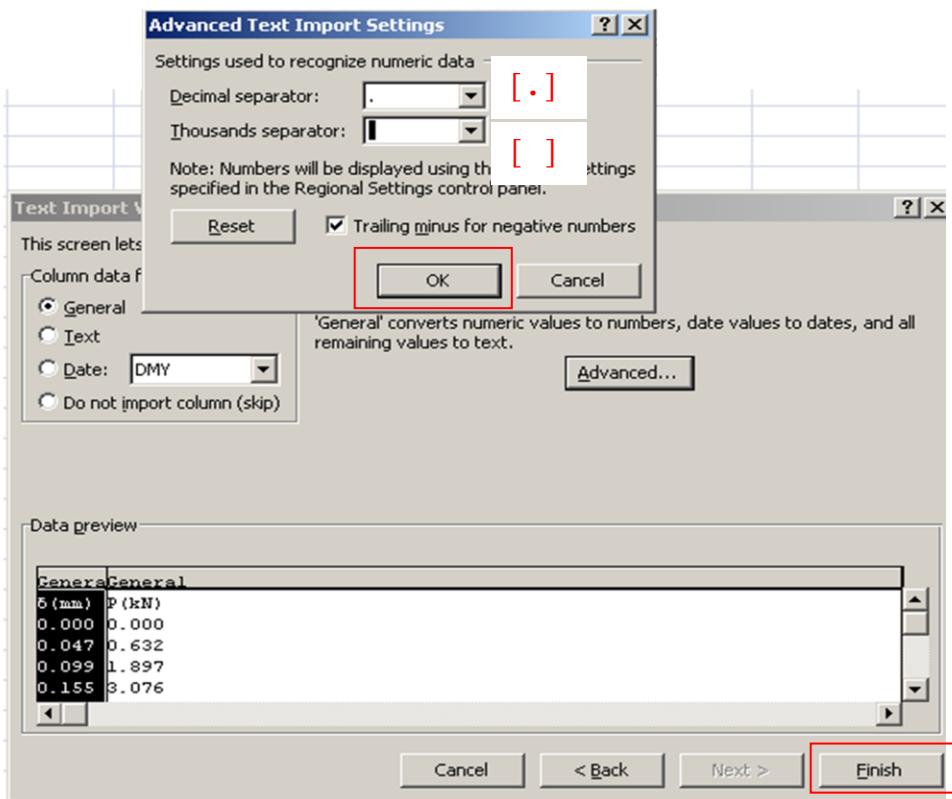 Advanced Text Import Settings
Settings used to recognize numeric data
Decimal separator: .
[.]
Thousands separator:
[ ]
Note: Numbers will be displayed using th ettings
specified in the Regional Settings control panel.
Reset
Trailing minus for negative numbers
OK
Cancel
Text Import
This screen lets
Column data f
General
Text
Date: DMY
Do not import column (skip)
'General' converts numeric values to numbers, date values to dates, and all
remaining values to text.
Advanced...
Data preview
Genera General
δ(mm) P(kN)
0.000 0.000
0.047 0.632
0.099 1.897
0.155 3.076
Cancel
< Back
Next >
Finish